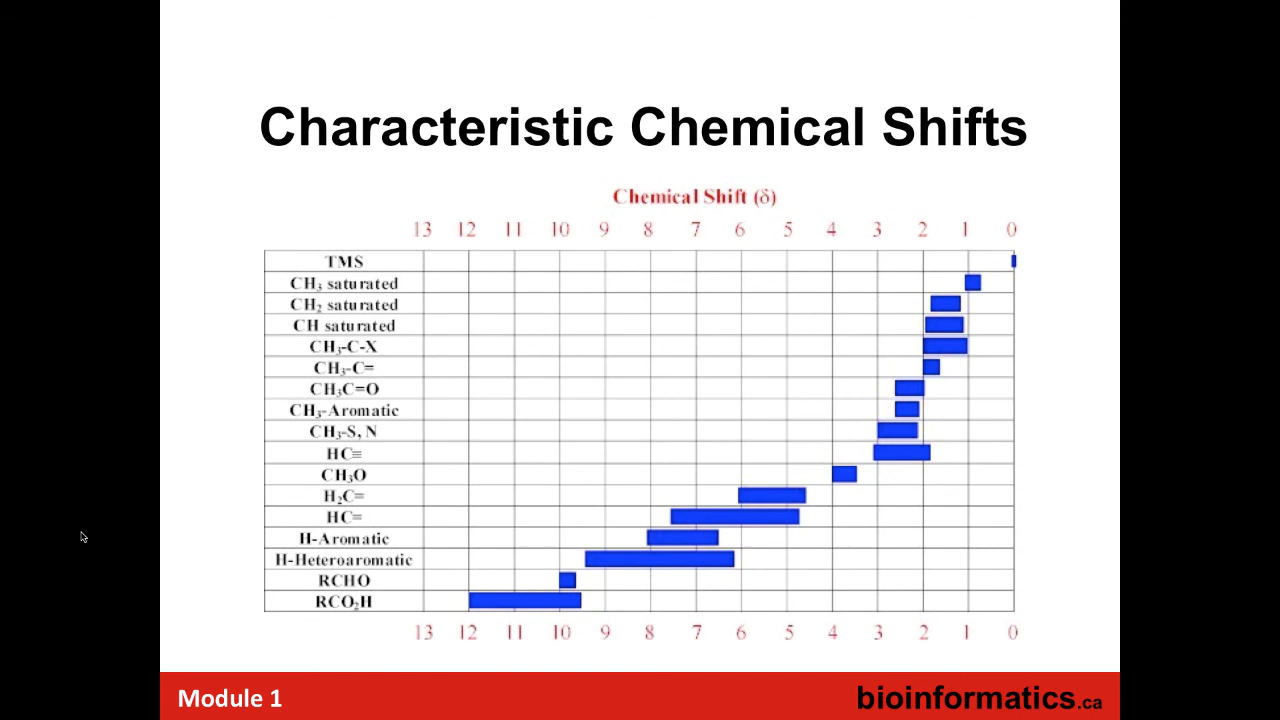 Characteristic Chemical Shifts
Chemical Shift (δ)
13 12 11 10 9 8 7 6 5 4 3 2 1 0
TMS
CH₃ saturated
CH₂ saturated
CH saturated
CH₃-C-X
CH₃-C=
CH₃C=O
CH₃-Aromatic
CH₃-S, N
HC≡
CH₃O
H₂C=
HC=
H-Aromatic
H-Heteroaromatic
RCHO
RCO₂H
13 12 11 10 9 8 7 6 5 4 3 2 1 0
Module 1
bioinformatics.ca